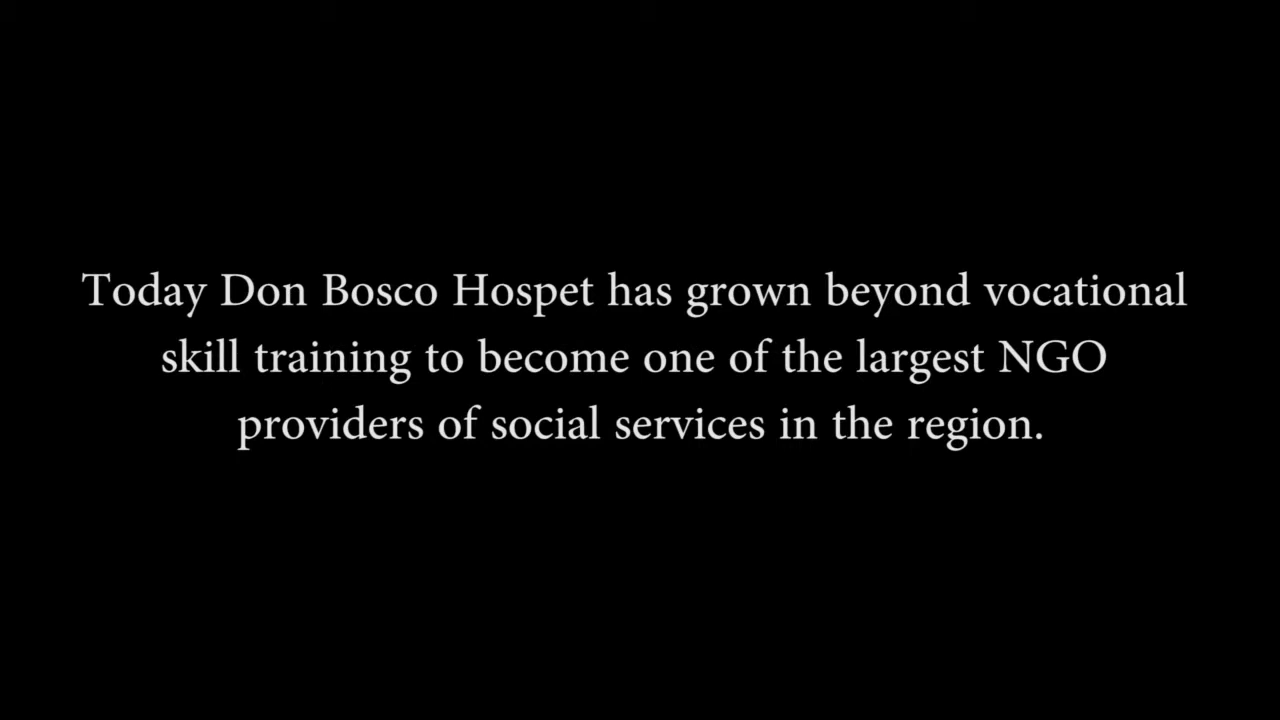 Today Don Bosco Hospet has grown beyond vocational
skill training to become one of the largest NGO
providers of social services in the region.